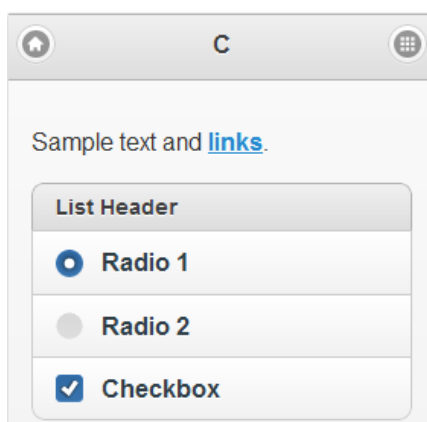 C
Sample text and links.
List Header
Radio 1
Radio 2
Checkbox